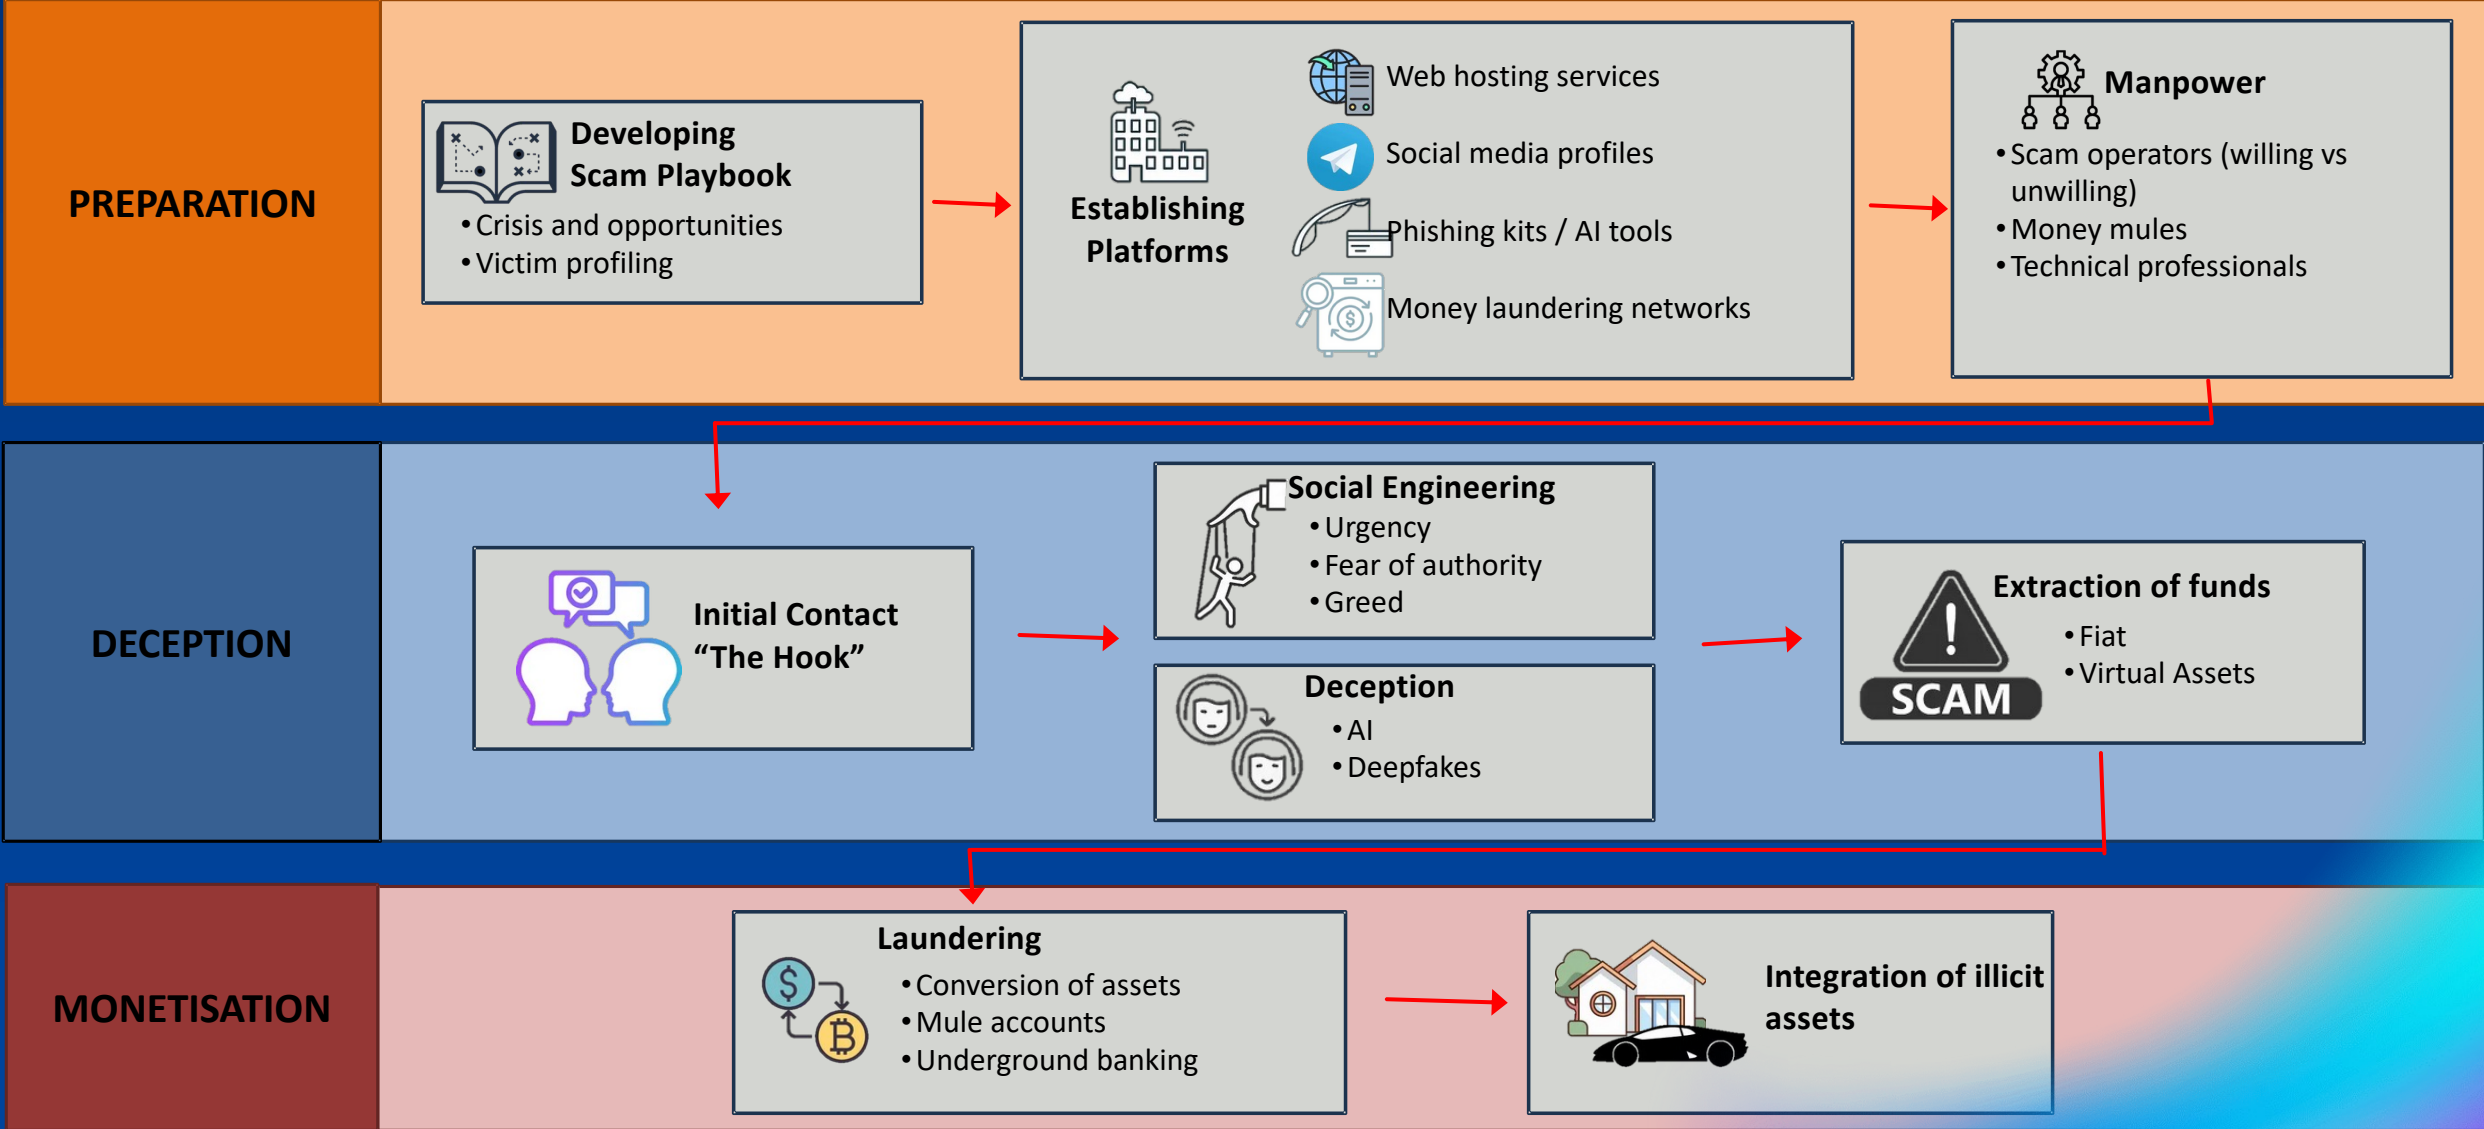 PREPARATION
Developing
Scam Playbook
• Crisis and opportunities
• Victim profiling
Establishing
Platforms
Web hosting services
Social media profiles
Phishing kits / AI tools
Money laundering networks
Manpower
• Scam operators (willing vs
unwilling)
• Money mules
• Technical professionals
DECEPTION
Initial Contact
“The Hook”
Social Engineering
• Urgency
• Fear of authority
• Greed
Deception
• AI
• Deepfakes
SCAM
Extraction of funds
• Fiat
• Virtual Assets
MONETISATION
Laundering
• Conversion of assets
• Mule accounts
• Underground banking
Integration of illicit
assets